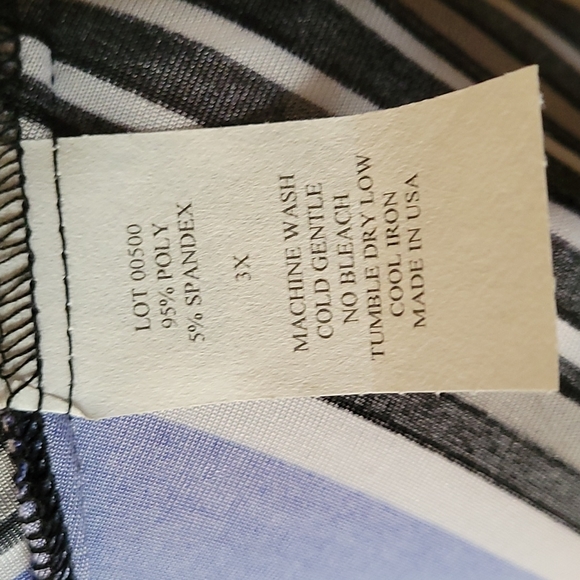 LOT 00500
95% POLY
5% SPANDEX
3X
MACHINE WASH
COLD GENTLE
NO BLEACH
TUMBLE DRY LOW
COOL IRON
MADE IN USA